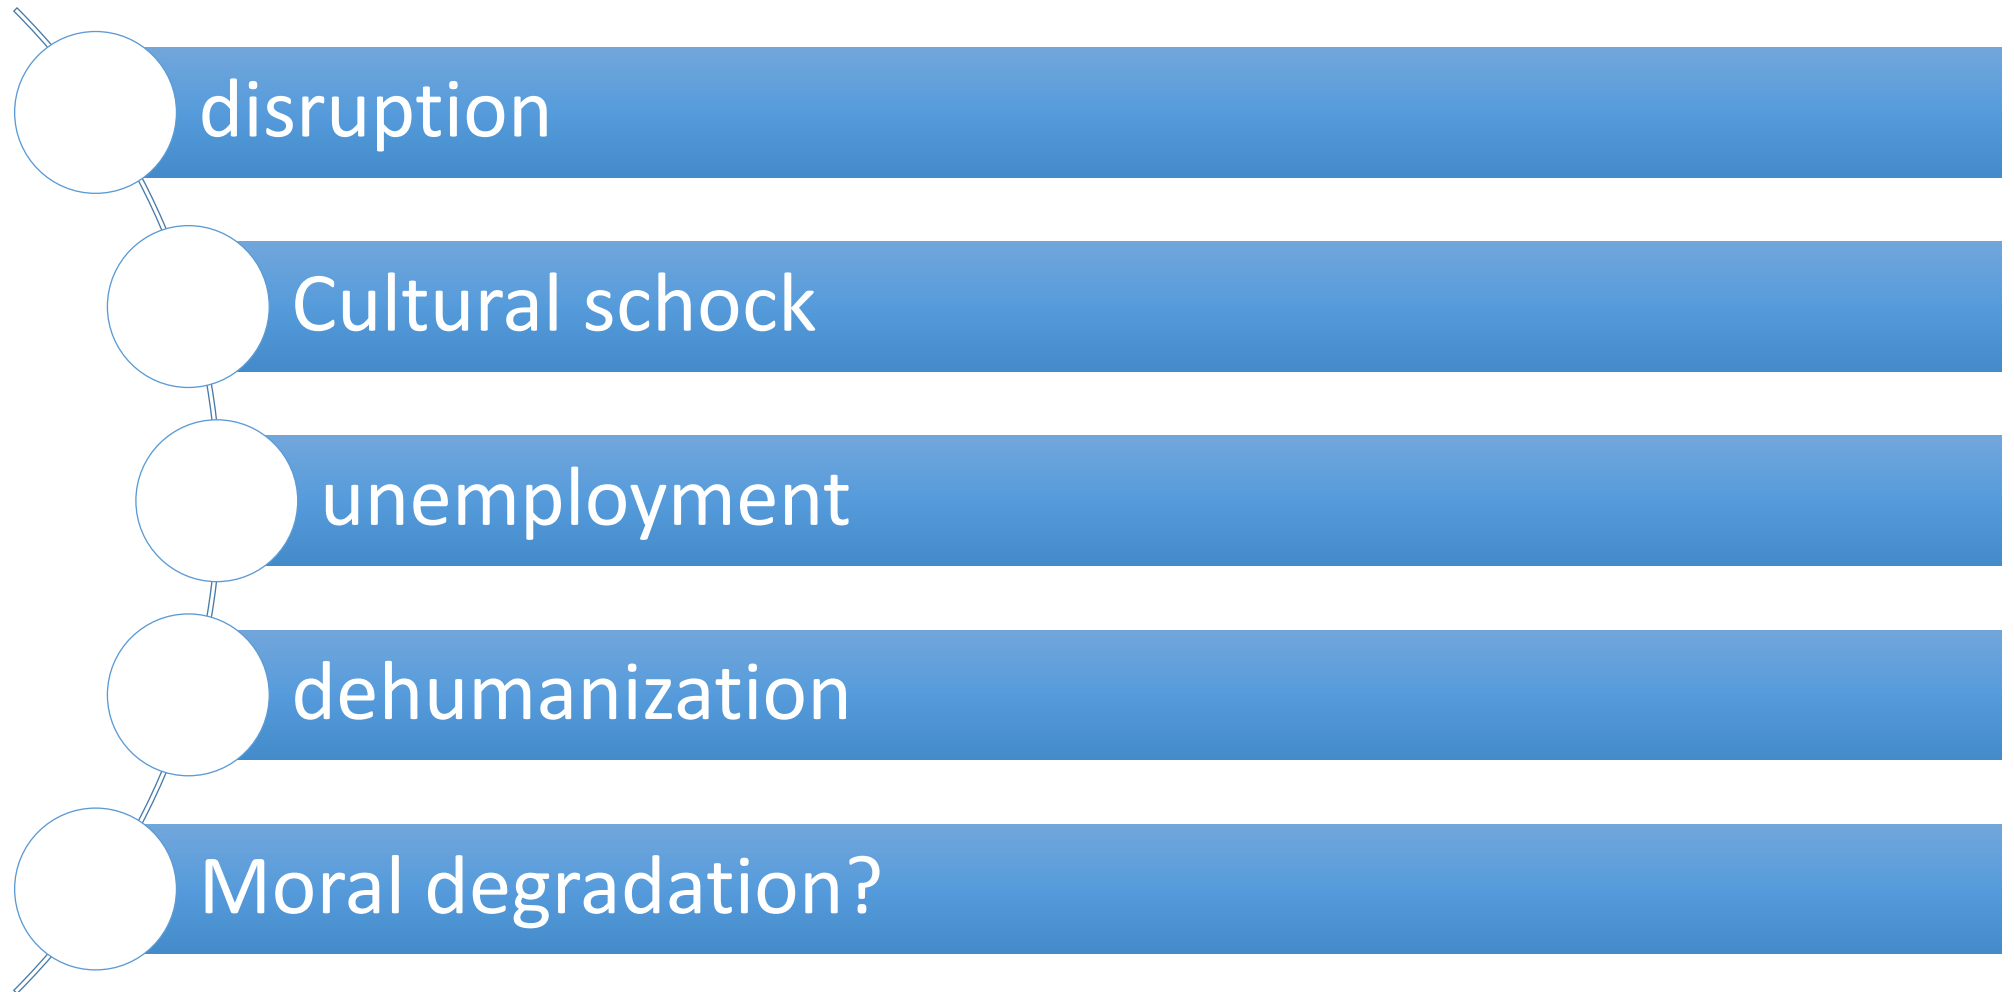 disruption
Cultural schock
unemployment
dehumanization
Moral degradation?